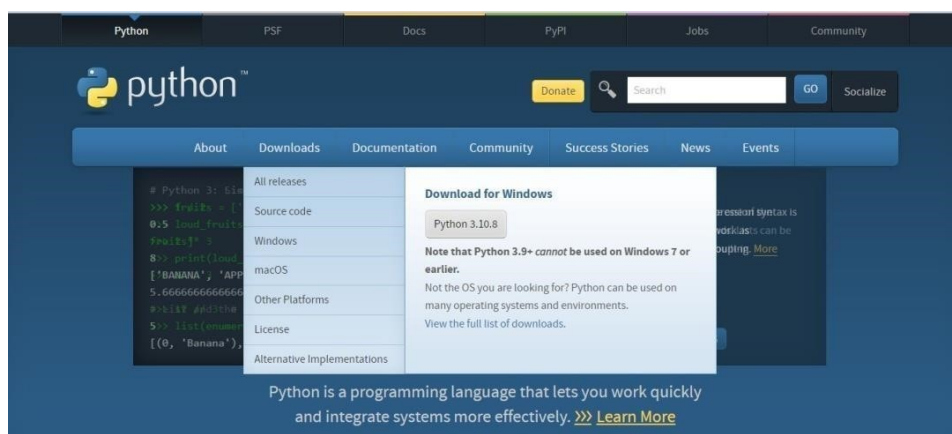 Python PSF Docs PyPI Jobs Community
python™
Donate Search GO Socialize
About Downloads Documentation Community Success Stories News Events
All releases
Source code
Windows
macOS
Other Platforms
License
Alternative Implementations
Download for Windows
Python 3.10.8
Note that Python 3.9+ cannot be used on Windows 7 or
earlier.
Not the OS you are looking for? Python can be used on
many operating systems and environments.
View the full list of downloads.
# Python 3: Sim
['BANANA', 'APP
[(0, 'Banana'),
More
Python is a programming language that lets you work quickly
and integrate systems more effectively. >>> Learn More